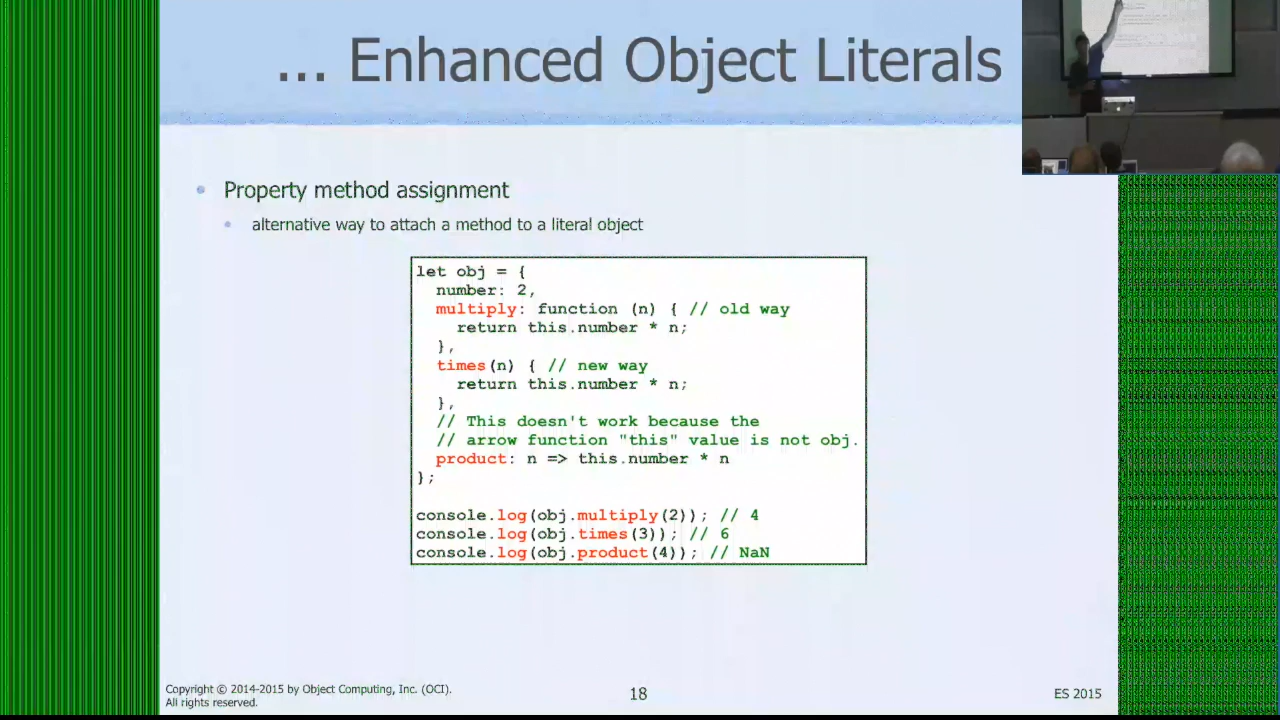 ... Enhanced Object Literals
• Property method assignment
• alternative way to attach a method to a literal object
let obj = {
  number: 2,
  multiply: function (n) { // old way
    return this.number * n;
  },
  times(n) { // new way
    return this.number * n;
  },
  // This doesn't work because the
  // arrow function "this" value is not obj.
  product: n => this.number * n
};

console.log(obj.multiply(2)); // 4
console.log(obj.times(3)); // 6
console.log(obj.product(4)); // NaN
Copyright © 2014-2015 by Object Computing, Inc. (OCI).
All rights reserved.
18
ES 2015